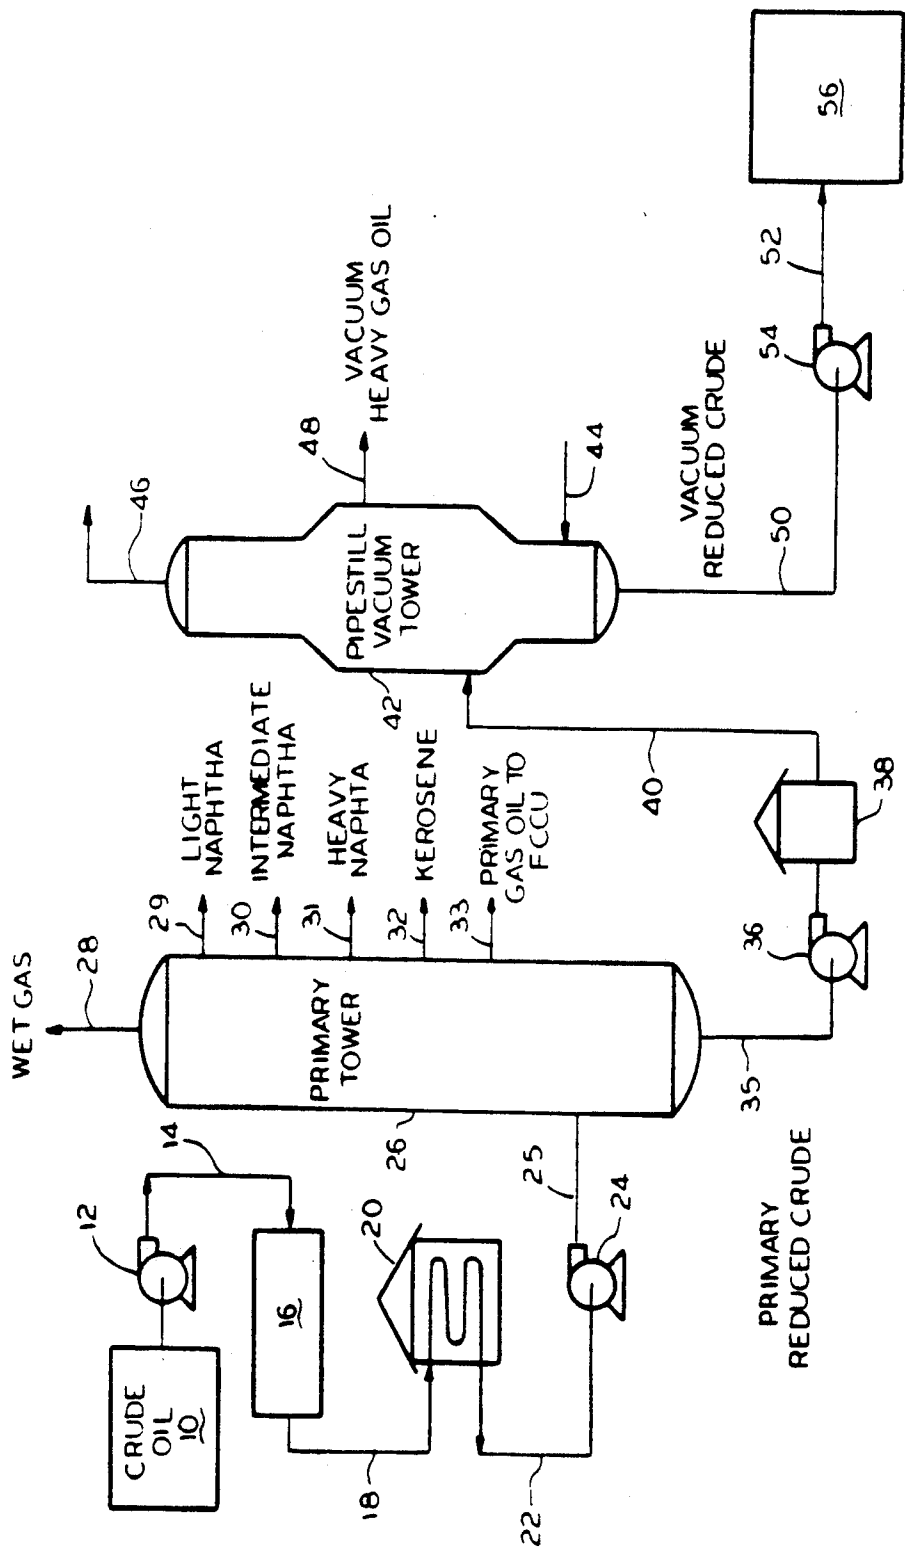 CRUDE
OIL
10
12
14
16
18
20
22
24
25
26
PRIMARY
TOWER
WET GAS
28
29
LIGHT
NAPHTHA
30
INTERMEDIATE
NAPHTHA
31
HEAVY
NAPHTA
32
KEROSENE
33
PRIMARY
GAS OIL TO
FCCU
35
PRIMARY
REDUCED CRUDE
36
38
40
42
PIPESTILL
VACUUM
TOWER
44
46
48
VACUUM
HEAVY GAS OIL
50
VACUUM
REDUCED CRUDE
54
52
56